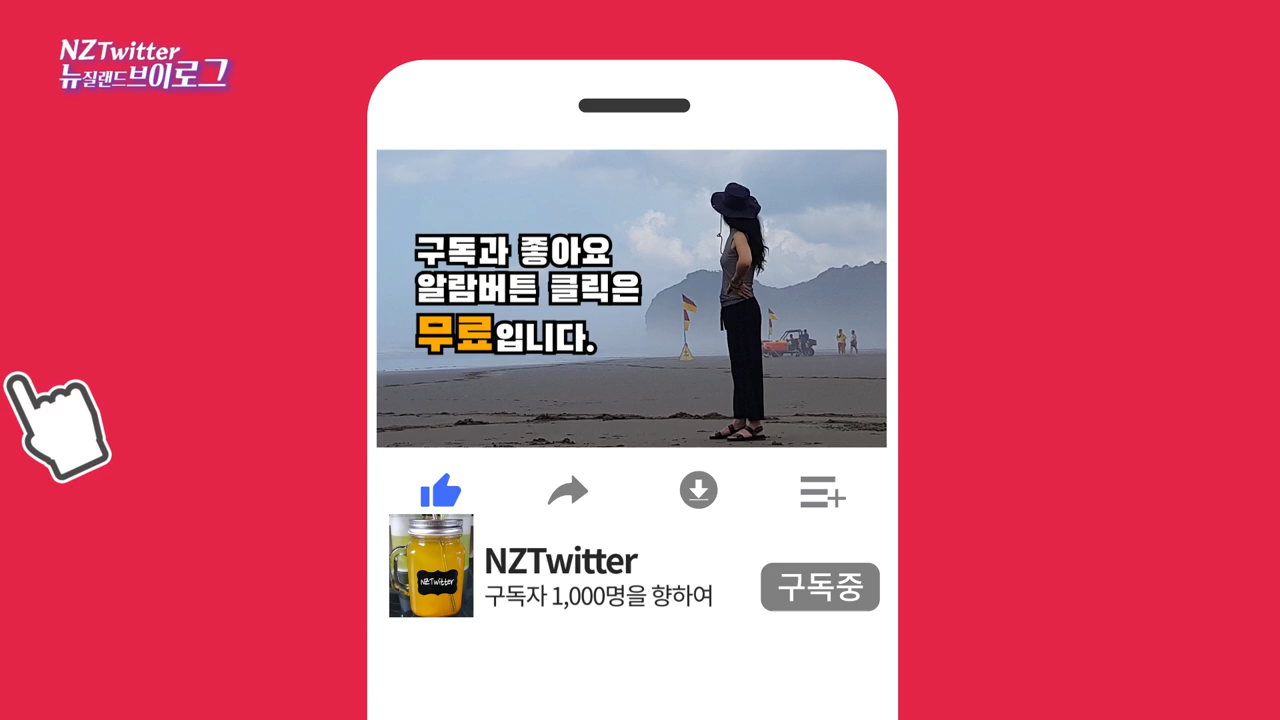 NZTwitter
뉴질랜드브이로그
구독과 좋아요
알람버튼 클릭은
무료입니다.
NZTwitter
NZTwitter
구독자 1,000명을 향하여
구독중